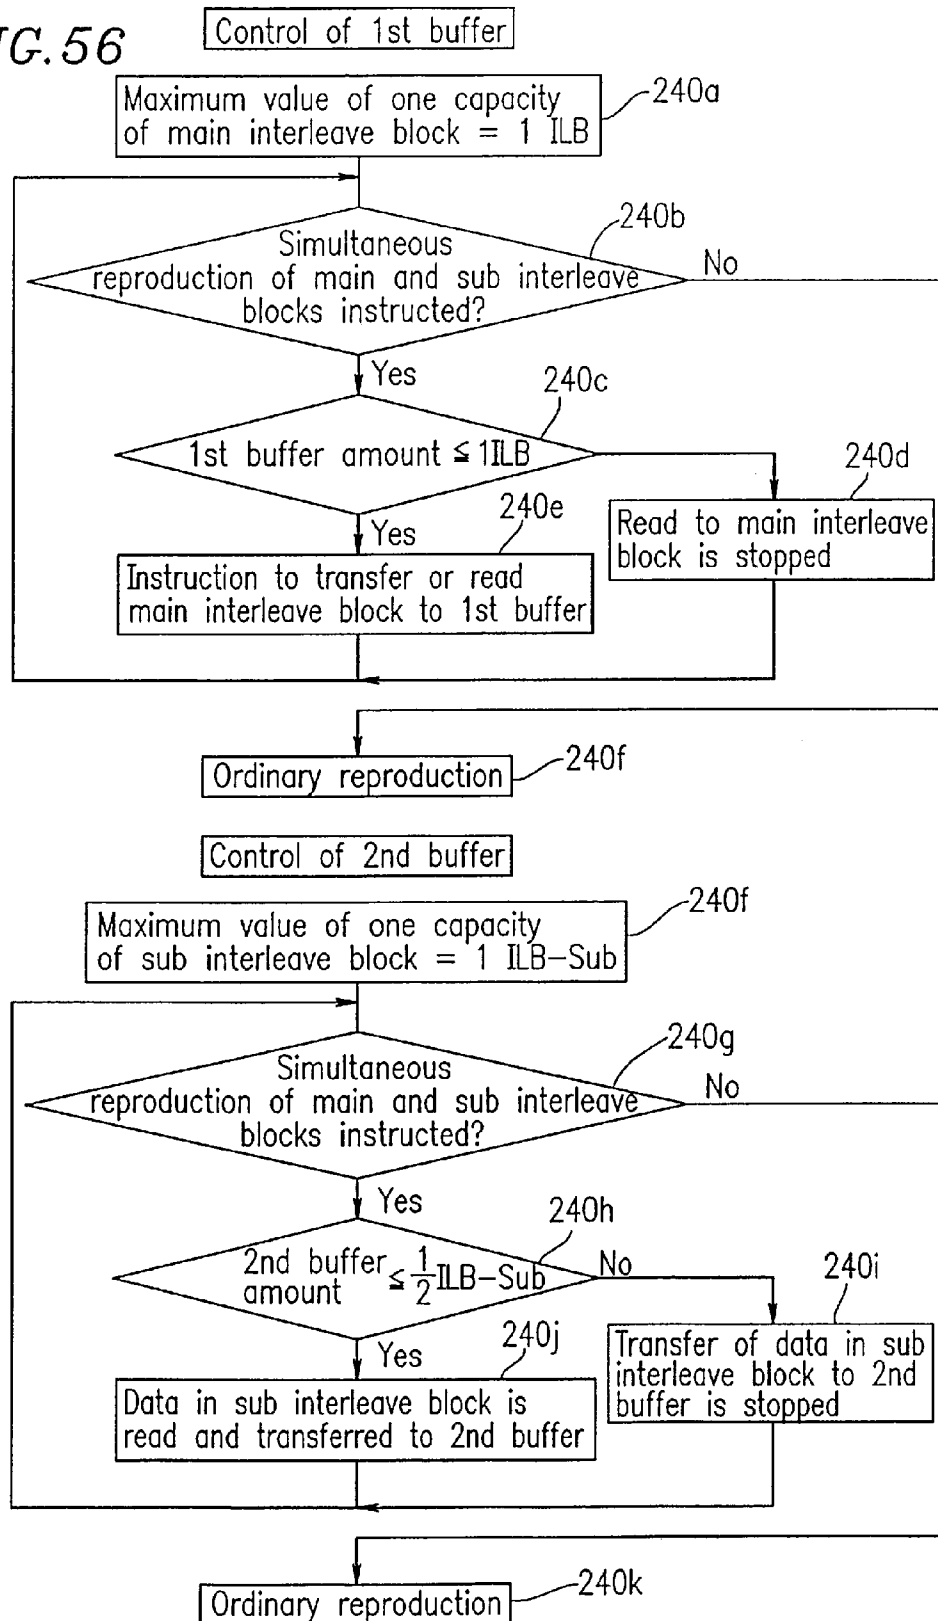 IG.56
Control of 1st buffer
Maximum value of one capacity
of main interleave block = 1 ILB
240a
Simultaneous
reproduction of main and sub interleave
blocks instructed?
240b
No
Yes
1st buffer amount ≦ 1ILB
240c
Yes
Read to main interleave
block is stopped
240d
Instruction to transfer or read
main interleave block to 1st buffer
240e
Ordinary reproduction
240f
Control of 2nd buffer
Maximum value of one capacity
of sub interleave block = 1 ILB-Sub
240f
Simultaneous
reproduction of main and sub interleave
blocks instructed?
240g
No
Yes
2nd buffer
amount ≦ 1/2 ILB-Sub
240h
No
Yes
Transfer of data in sub
interleave block to 2nd
buffer is stopped
240i
Data in sub interleave block is
read and transferred to 2nd buffer
240j
Ordinary reproduction
240k